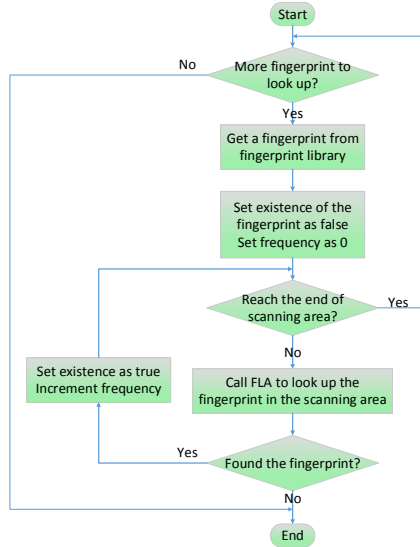 Start
More fingerprint to
look up?
No
Yes
Get a fingerprint from
fingerprint library
Set existence of the
fingerprint as false
Set frequency as 0
Reach the end of
scanning area?
Yes
No
Set existence as true
Increment frequency
Call FLA to look up the
fingerprint in the scanning area
Yes
Found the fingerprint?
No
End